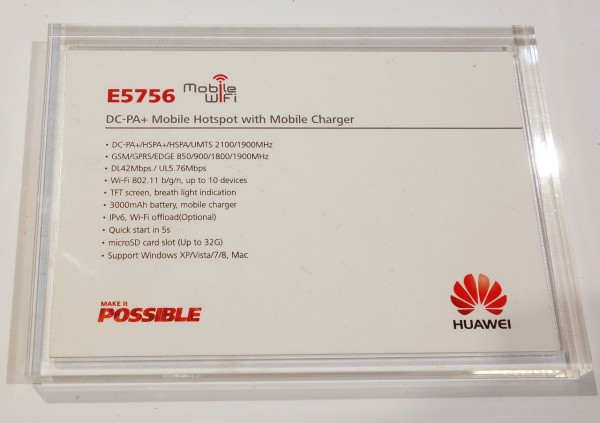 E5756 Mobile WiFi
DC-PA+ Mobile Hotspot with Mobile Charger
• DC-PA+/HSPA+/HSPA/UMTS 2100/1900MHz
• GSM/GPRS/EDGE 850/900/1800/1900MHz
• DL42Mbps / UL5.76Mbps
• Wi-Fi 802.11 b/g/n, up to 10 devices
• TFT screen, breath light indication
• 3000mAh battery, mobile charger
• IPv6, Wi-Fi offload(Optional)
• Quick start in 5s
• microSD card slot (Up to 32G)
• Support Windows XP/Vista/7/8, Mac
MAKE IT
POSSIBLE
HUAWEI